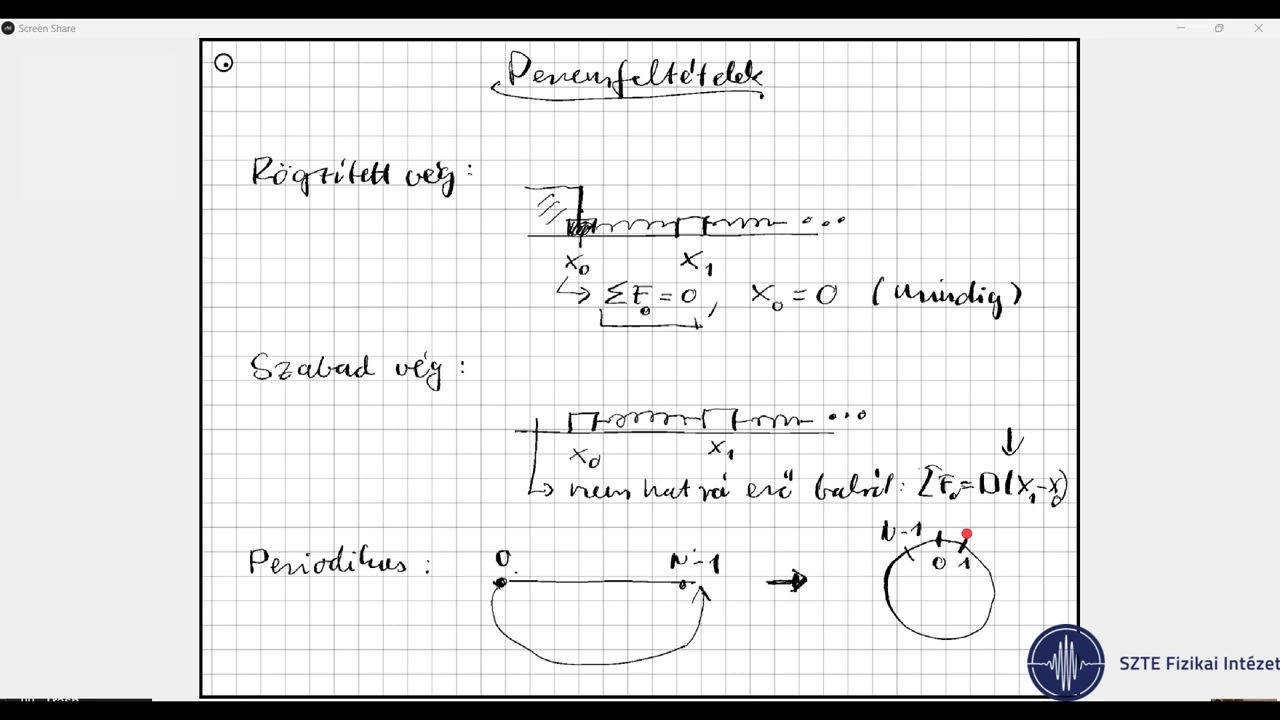 Screen Share
Peremfeltételek
Rögzített vég:
x₀ x₁
↳ ΣF₀ = 0, x₀ = 0 (mindig)
Szabad vég:
x₀ x₁
↳ nem hat rá erő balról: ΣF₀ = D(x₁-x₀)
Periodikus: 0 N-1 → N-1 0 1
SZTE Fizikai Intézet
Trash